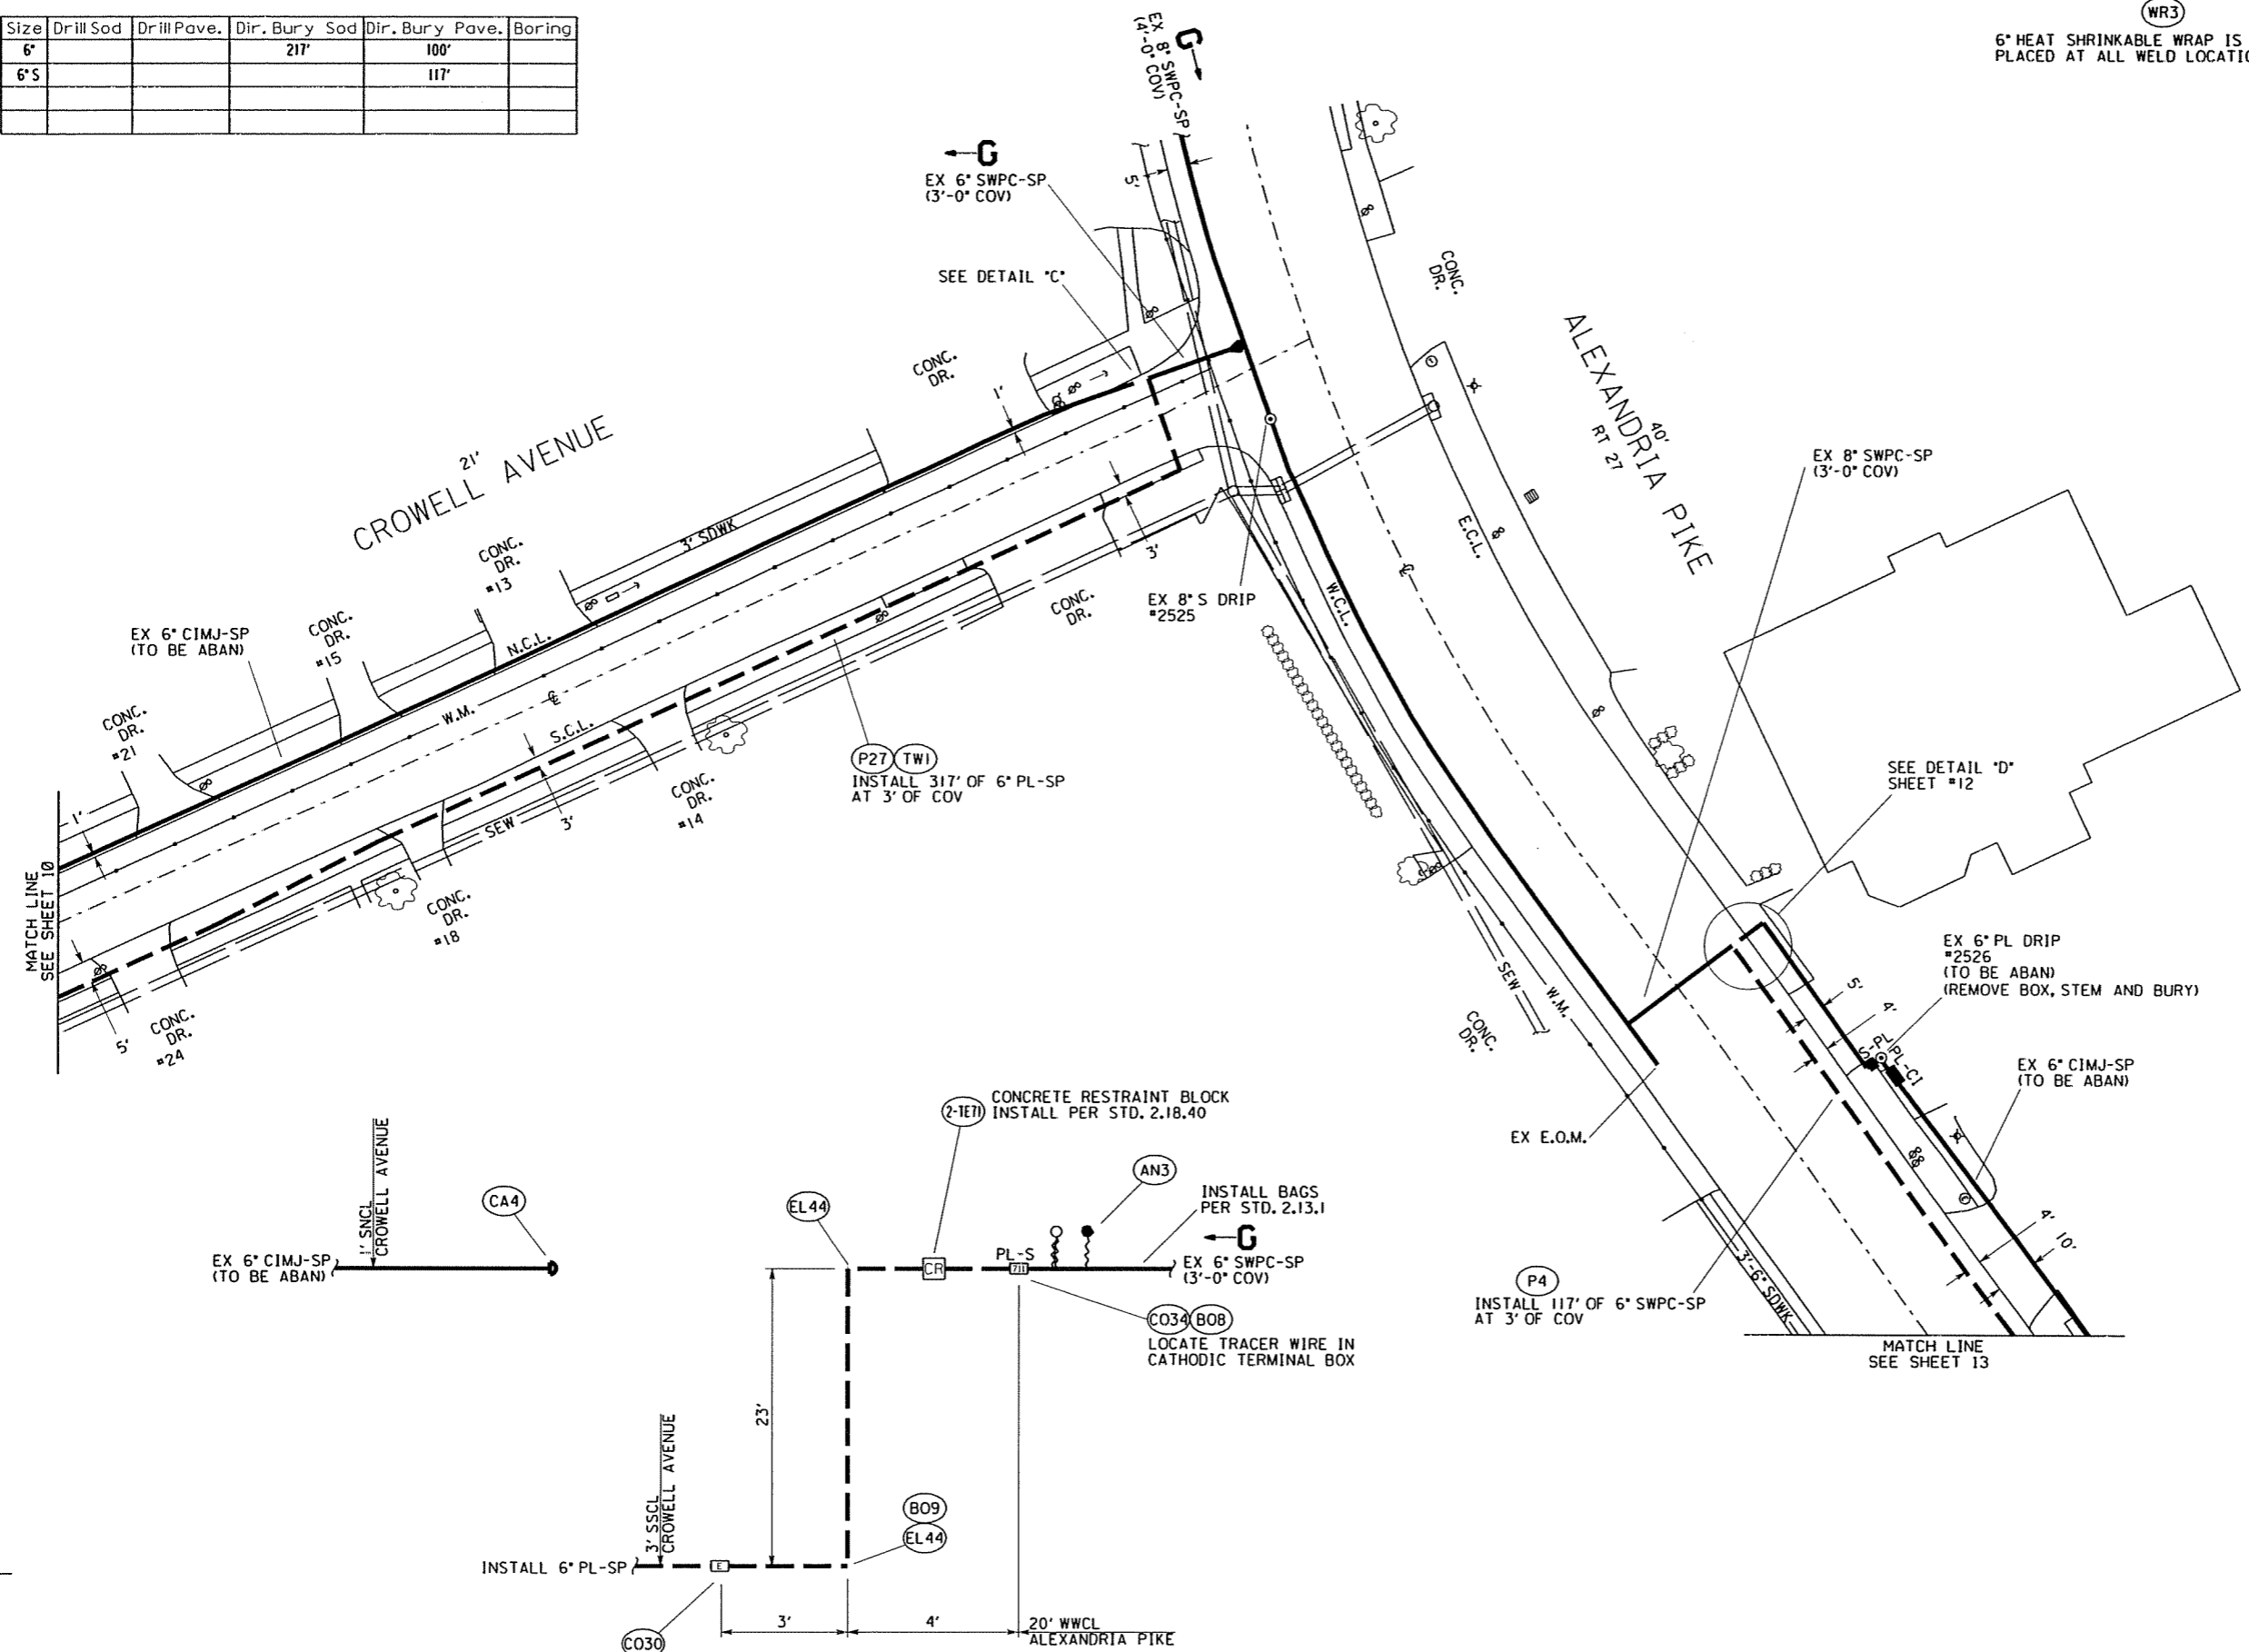 Size Drill Sod Drill Pave. Dir. Bury Sod Dir. Bury Pave. Boring
6" 217' 100'
6" S 117'
WR3
6" HEAT SHRINKABLE WRAP IS
PLACED AT ALL WELD
EX 8" SWPC-SP
(4'-0" COV)
G
G
EX 6" SWPC-SP
(3'-0" COV)
5'
SEE DETAIL "C"
CONC.
DR.
CONC.
DR.
1'
ALEXANDRIA PIKE
40'
RT 27
21'
CROWELL AVENUE
EX 8" SWPC-SP
(3'-0" COV)
3' SDWK
CONC.
DR.
#13
E.C.L.
3'
CONC.
DR.
EX 8" S DRIP
#2525
W.C.L.
EX 6" CIMJ-SP
(TO BE ABAN)
CONC.
DR.
#15
N.C.L.
CONC.
DR.
#21
W.M.
S.C.L.
P27 TW1
INSTALL 317' OF 6" PL-SP
AT 3' OF COV
CONC.
DR.
#14
SEE DETAIL "D"
SHEET #12
1'
SEW
3'
MATCH LINE
SEE SHEET 10
CONC.
DR.
#18
EX 6" PL DRIP
#2526
(TO BE ABAN)
(REMOVE BOX, STEM AND BURY)
5'
4'
SEW
W.M.
CONC.
DR.
CONC.
DR.
#24
5'
S-PL
PL-CI
EX 6" CIMJ-SP
(TO BE ABAN)
EX E.O.M.
4'
10'
3'-6" SDWK
P4
INSTALL 117' OF 6" SWPC-SP
AT 3' OF COV
MATCH LINE
SEE SHEET 13
2-TE71
CONCRETE RESTRAINT BLOCK
INSTALL PER STD. 2.18.40
1' SNCL
CROWELL AVENUE
CA4
EL44
AN3
INSTALL BAGS
PER STD. 2.13.1
G
EX 6" CIMJ-SP
(TO BE ABAN)
CR
PL-S
711
EX 6" SWPC-SP
(3'-0" COV)
CO34 BO8
LOCATE TRACER WIRE IN
CATHODIC TERMINAL BOX
23'
3' SSCL
CROWELL AVENUE
BO9
EL44
INSTALL 6" PL-SP
E
3'
4'
20' WWCL
ALEXANDRIA PIKE
CO30